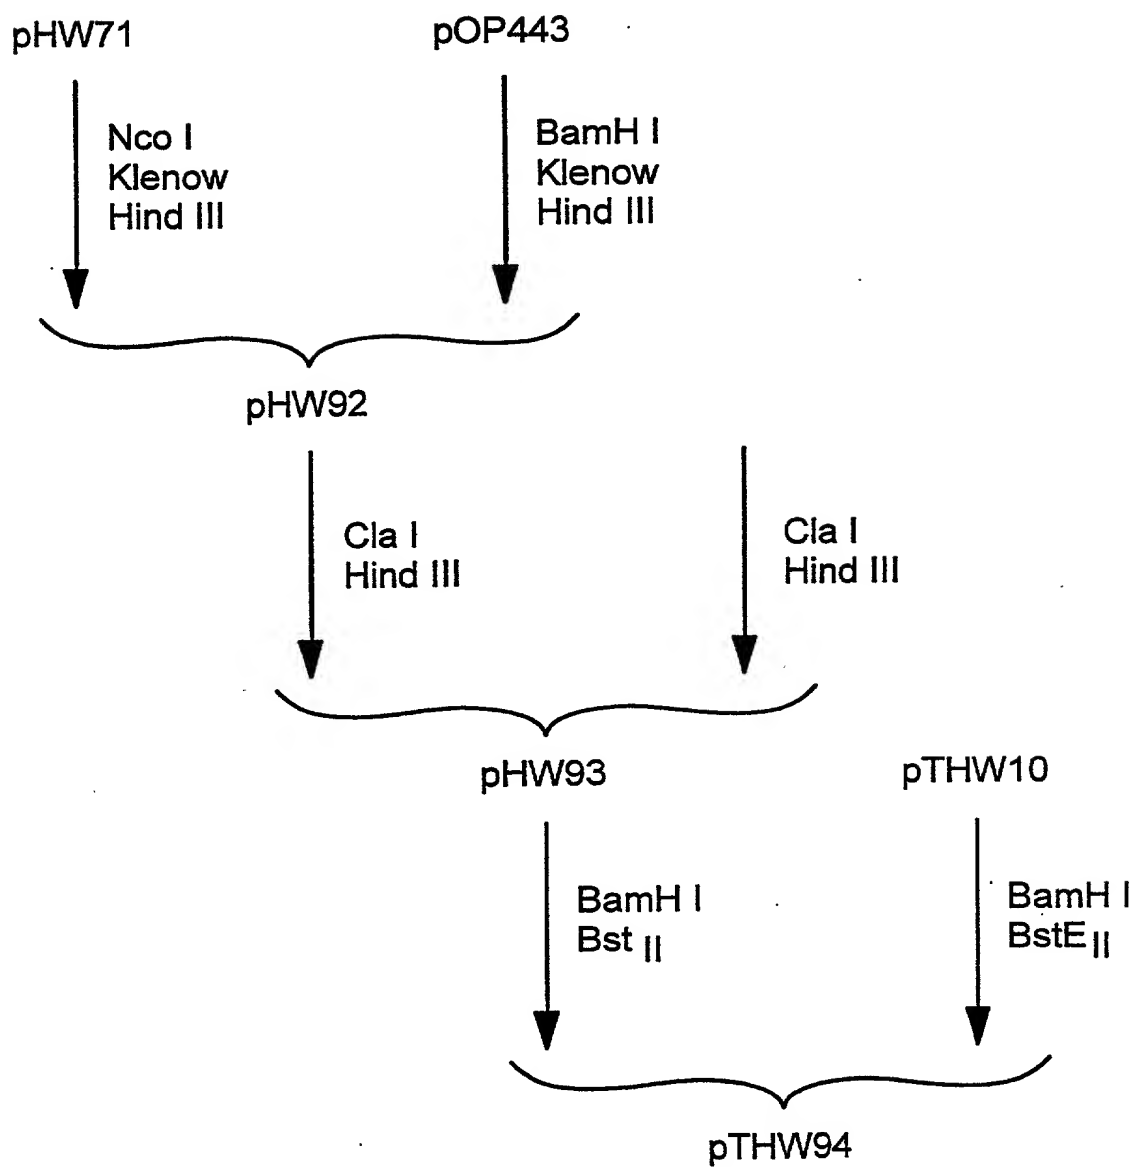 pHW71
pOP443
Nco I
Klenow
Hind III
BamH I
Klenow
Hind III
pHW92
Cla I
Hind III
Cla I
Hind III
pHW93
pTHW10
BamH I
Bst II
BamH I
BstE II
pTHW94